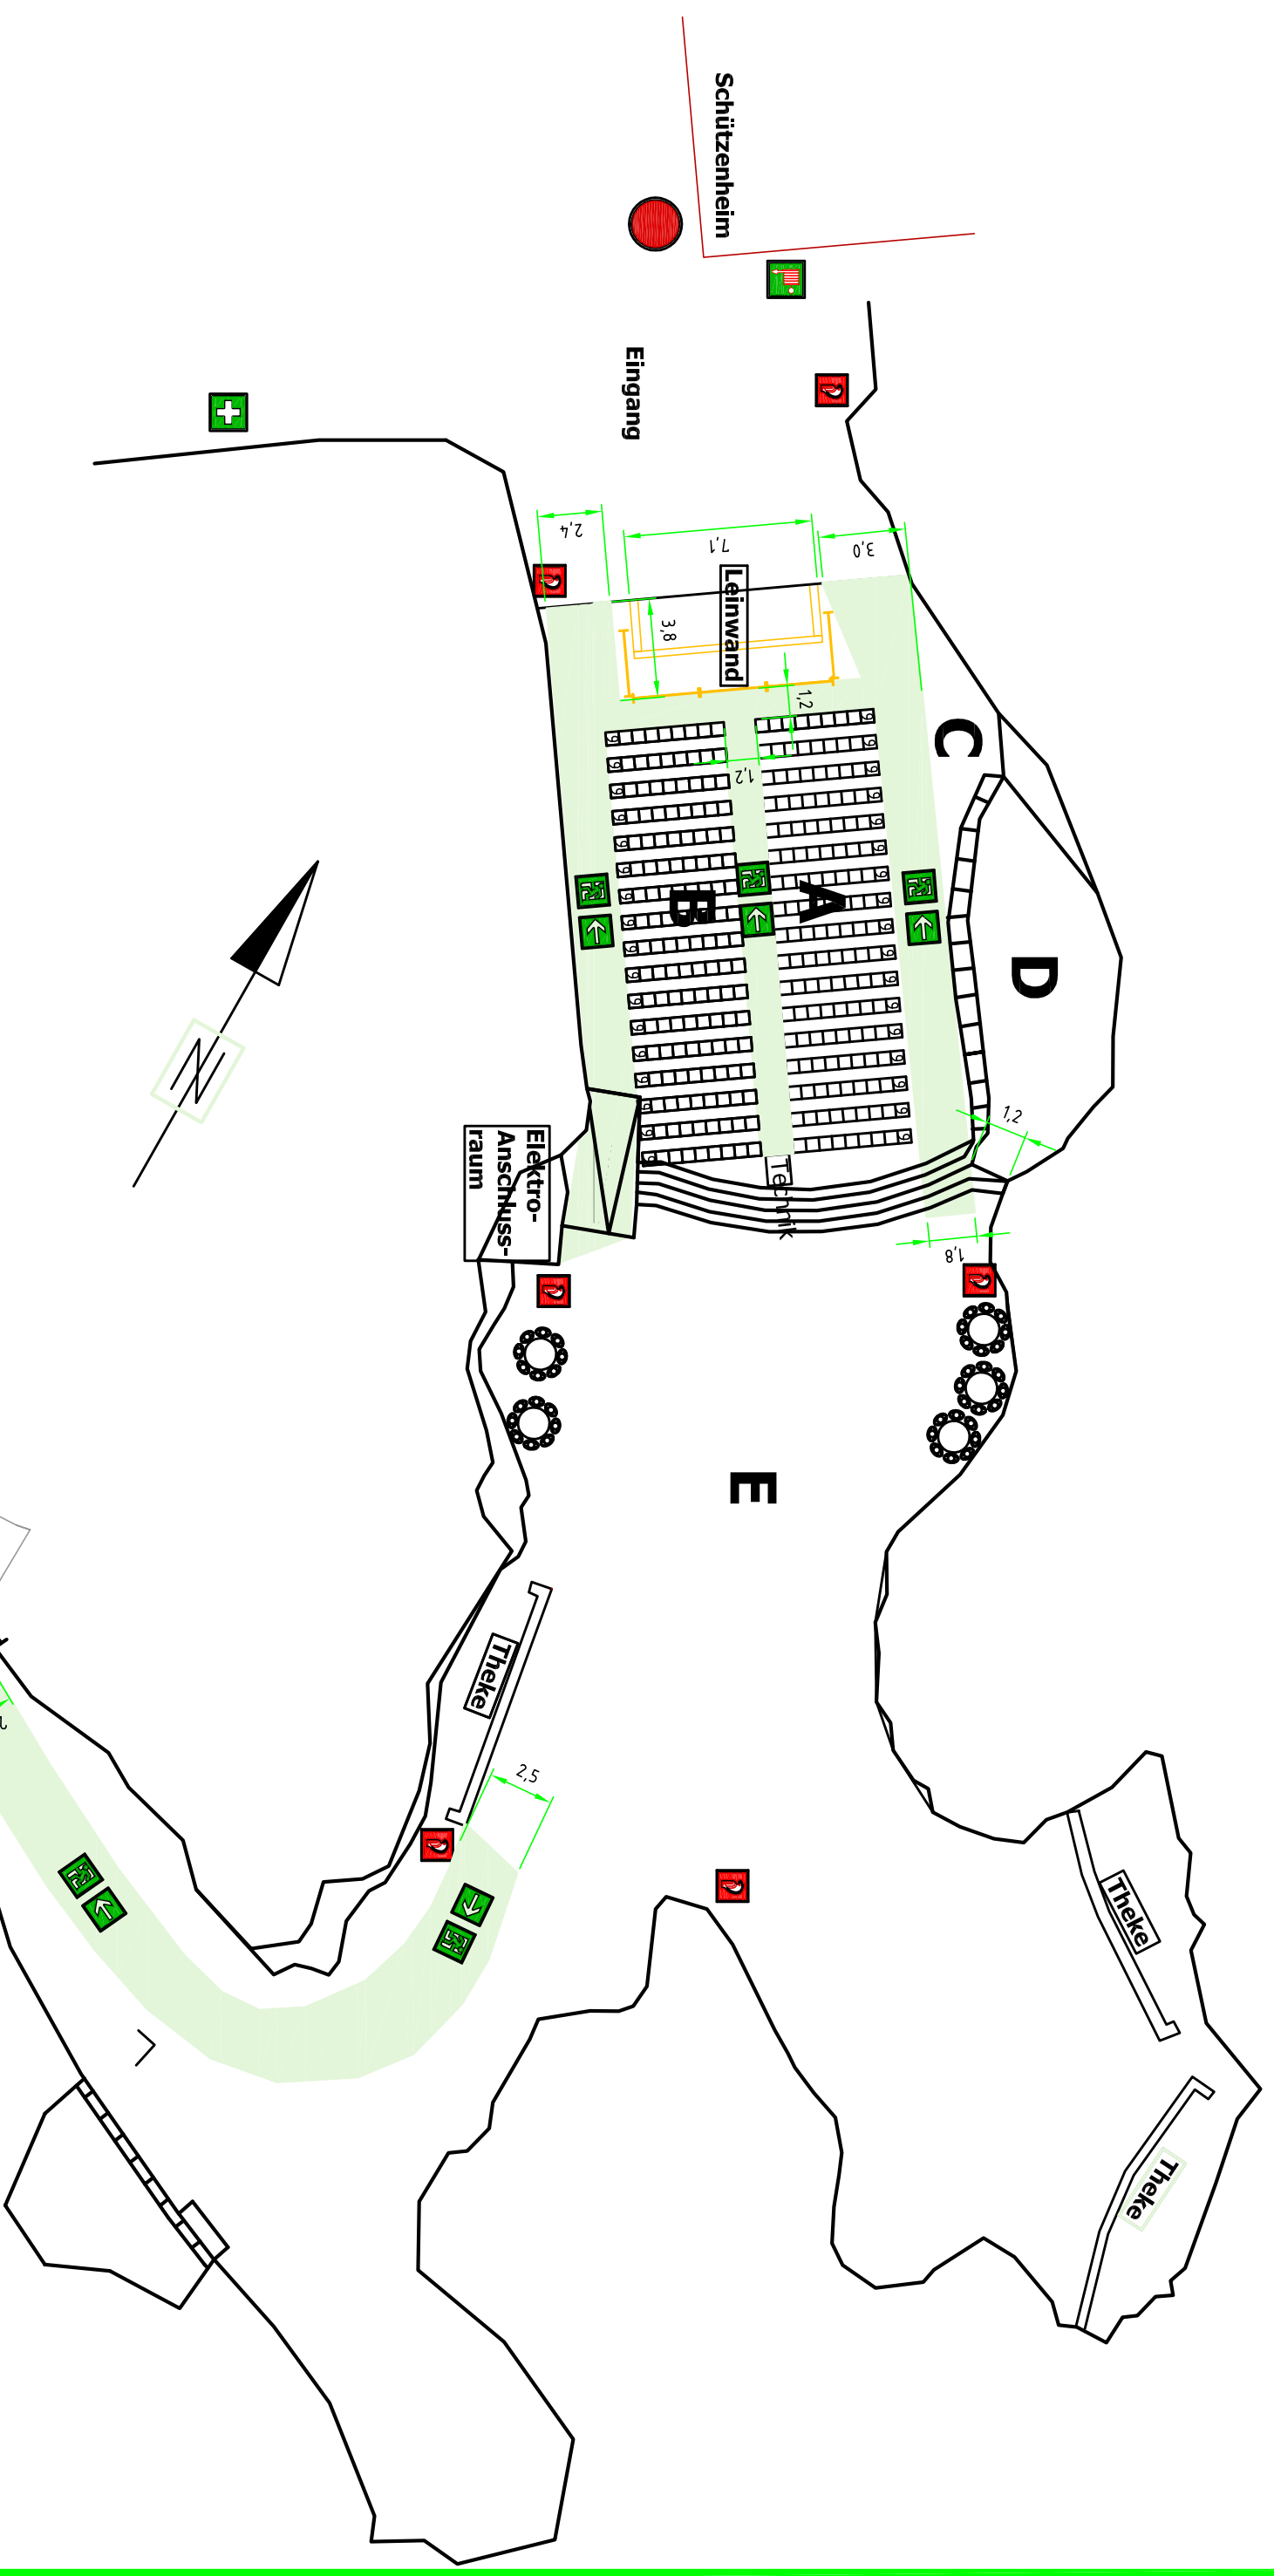 Schützenheim
Eingang
2,4
7,1
3,0
Leinwand
3,8
1,2
1,2
C
A
B
D
N
1,2
Elektro-
Anschluss-
raum
Technik
1,8
E
Theke
2,5
Theke
Theke